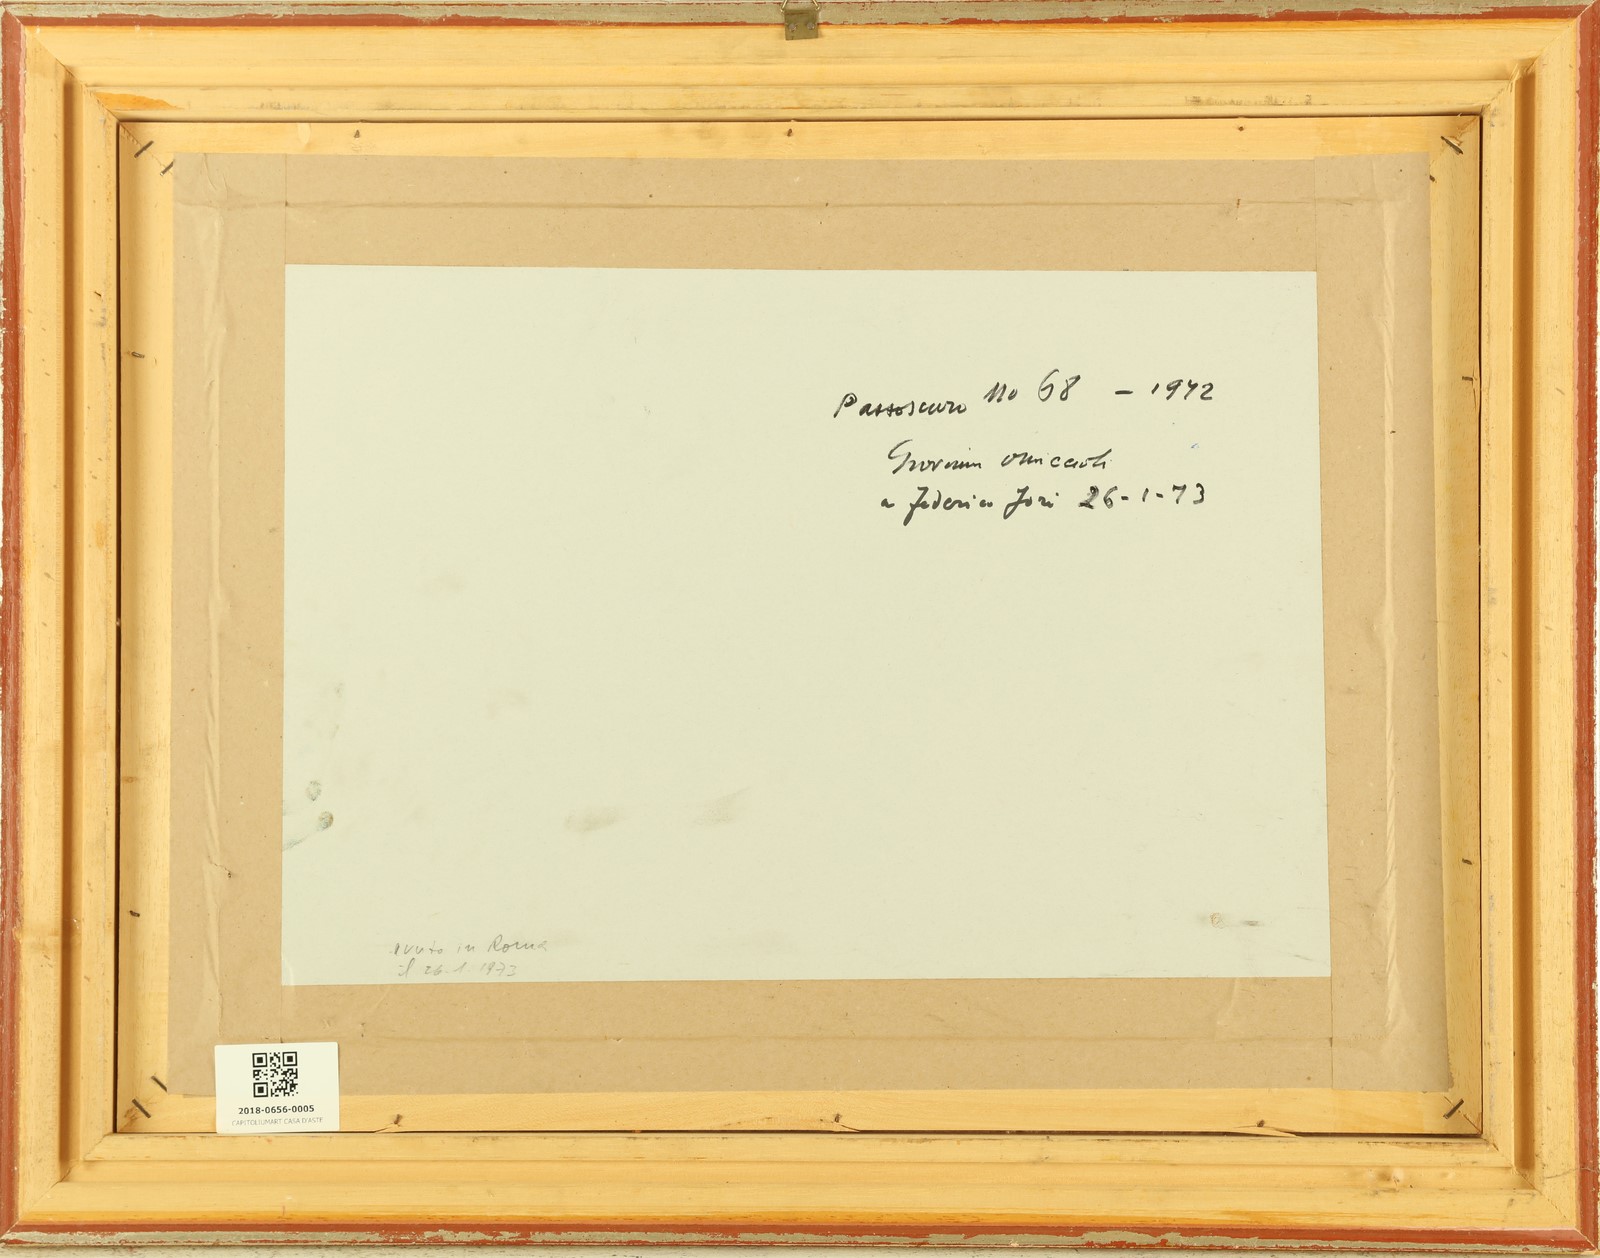 Passoscuro No 68 - 1972
Giovanni Omiccioli
a Federico Jori 26-1-73
avuto in Roma
il 26-1-1973
2018-0656-0005
CAPITOLIUMART CASA D'ASTE